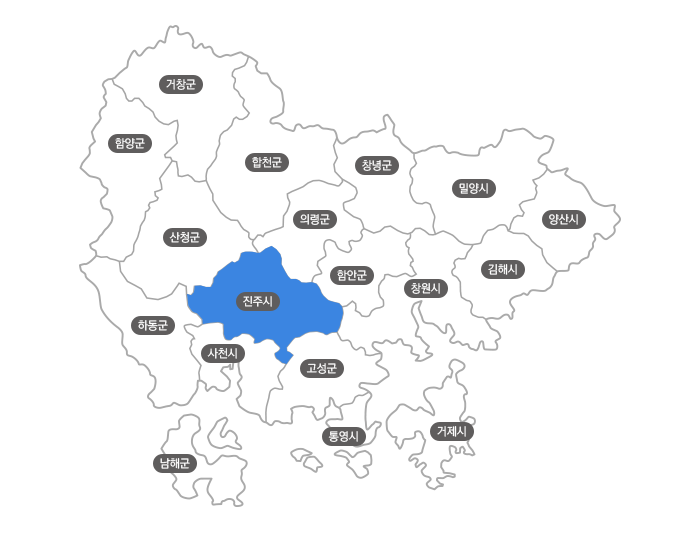 거창군
함양군
합천군
창녕군
밀양시
의령군
양산시
산청군
함안군
김해시
창원시
진주시
하동군
사천시
고성군
통영시
거제시
남해군